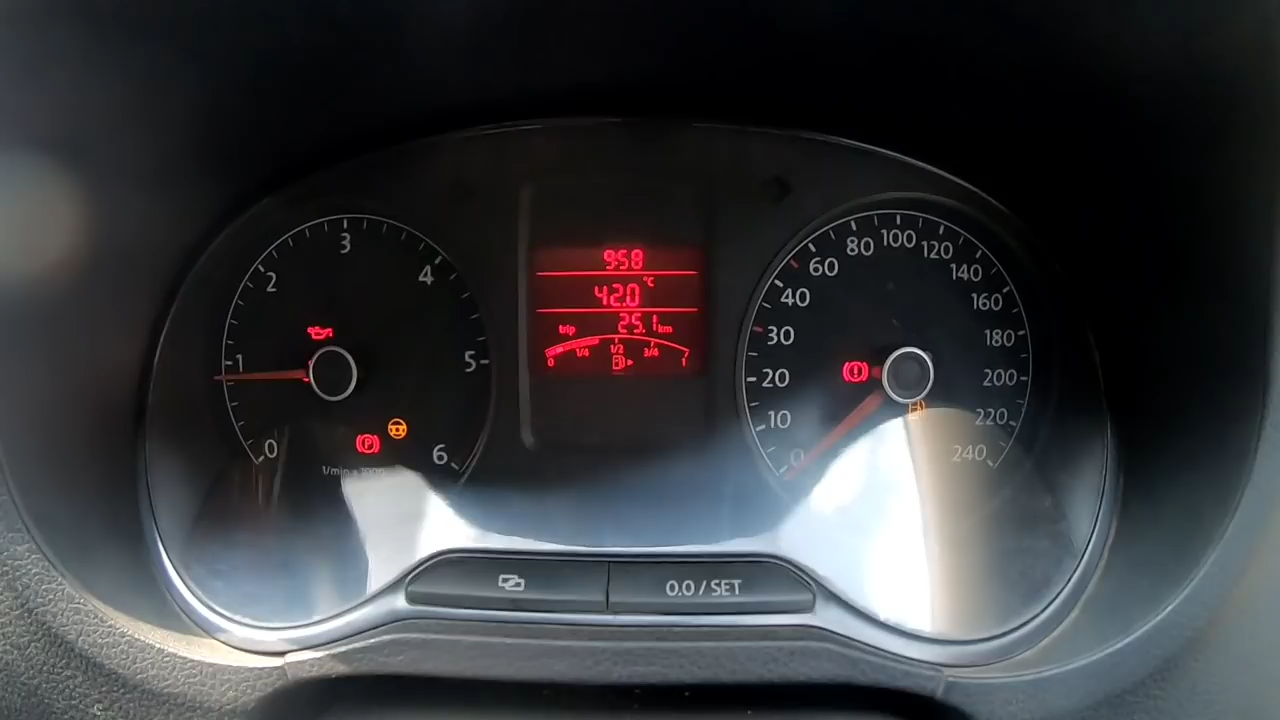 9:58
42.0 °C
trip 25.1 km
0 1/4 1/2 3/4 1
0 1 2 3 4 5 6
1/min × 1000
P
0 10 20 30 40 60 80 100 120 140 160 180 200 220 240
0.0 / SET